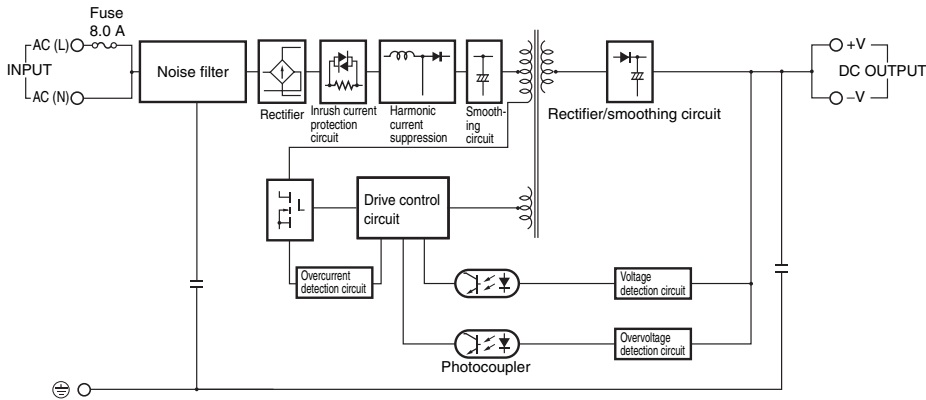 Fuse
8.0 A
AC (L)
INPUT
AC (N)
Noise filter
Rectifier
Inrush current
protection
circuit
Harmonic
current
suppression
Smooth-
ing
circuit
Rectifier/smoothing circuit
+V
DC OUTPUT
–V
Drive control
circuit
Overcurrent
detection circuit
Voltage
detection circuit
Overvoltage
detection circuit
Photocoupler